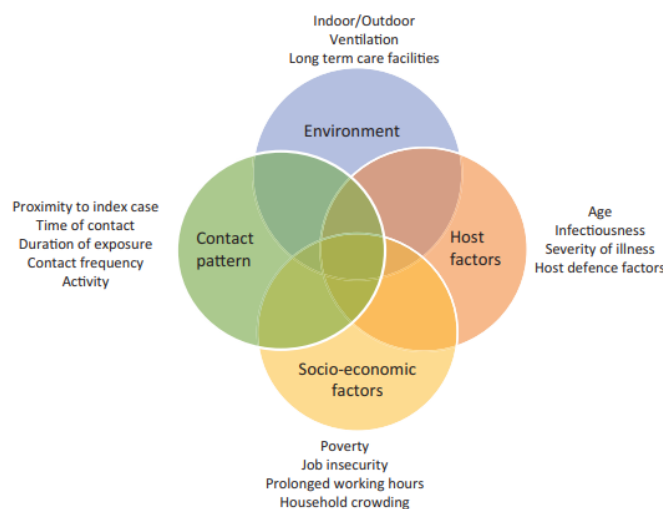 Indoor/Outdoor
Ventilation
Long term care facilities
Environment
Proximity to index case
Time of contact
Duration of exposure
Contact frequency
Activity
Contact
pattern
Host
factors
Age
Infectiousness
Severity of illness
Host defence factors
Socio-economic
factors
Poverty
Job insecurity
Prolonged working hours
Household crowding